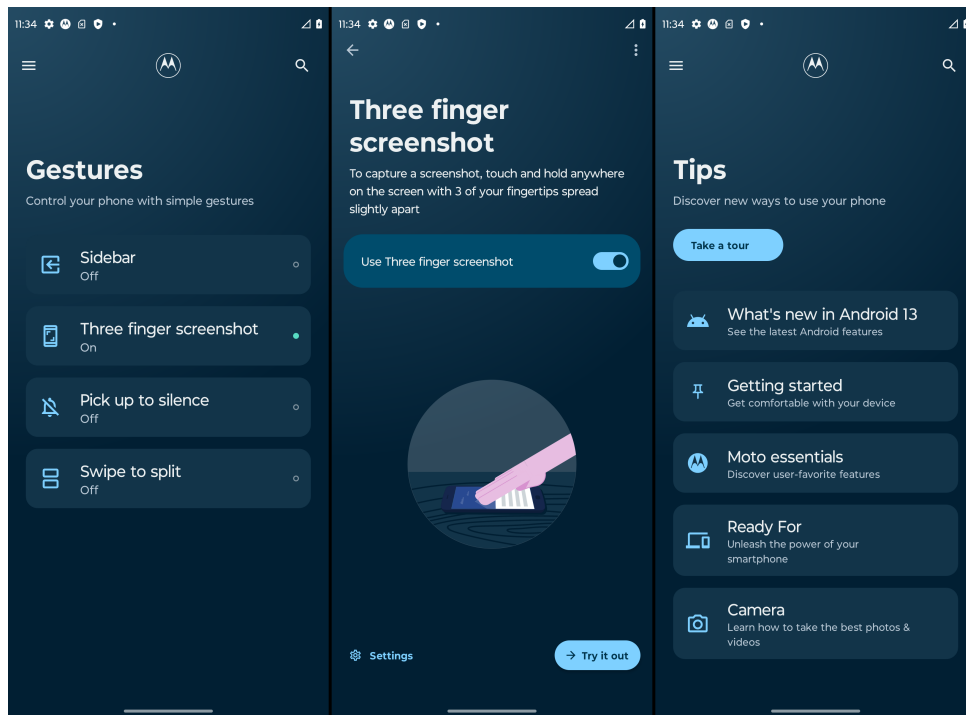 11:34
Gestures
Control your phone with simple gestures
Sidebar
Off
Three finger screenshot
On
Pick up to silence
Off
Swipe to split
Off
11:34
Three finger
screenshot
To capture a screenshot, touch and hold anywhere
on the screen with 3 of your fingertips spread
slightly apart
Use Three finger screenshot
Settings
Try it out
11:34
Tips
Discover new ways to use your phone
Take a tour
What's new in Android 13
See the latest Android features
Getting started
Get comfortable with your device
Moto essentials
Discover user-favorite features
Ready For
Unleash the power of your
smartphone
Camera
Learn how to take the best photos &
videos